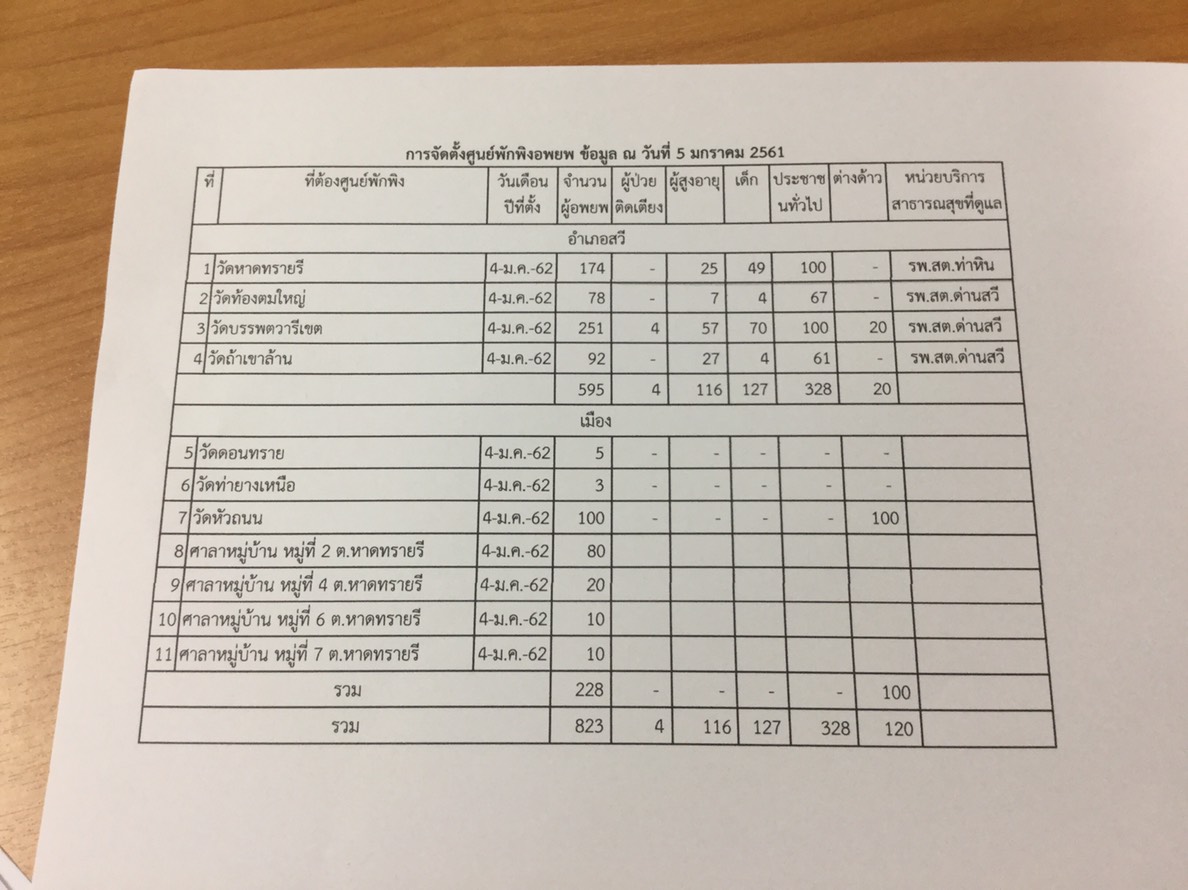 การจัดตั้งศูนย์พักพิงอพยพ ข้อมูล ณ วันที่ 5 มกราคม 2561
ที่ ที่ต้องศูนย์พักพิง วันเดือน จำนวน ผู้ป่วย ผู้สูงอายุ เด็ก ประชาช ต่างด้าว หน่วยบริการ
ปีที่ตั้ง ผู้อพยพ ติดเตียง นทั่วไป สาธารณสุขที่ดูแล
อำเภอสวี
1 วัดหาดทรายรี 4-ม.ค.-62 174 - 25 49 100 - รพ.สต.ท่าหิน
2 วัดท้องตมใหญ่ 4-ม.ค.-62 78 - 7 4 67 - รพ.สต.ด่านสวี
3 วัดบรรพตวารีเขต 4-ม.ค.-62 251 4 57 70 100 20 รพ.สต.ด่านสวี
4 วัดถ้าเขาล้าน 4-ม.ค.-62 92 - 27 4 61 - รพ.สต.ด่านสวี
595 4 116 127 328 20
เมือง
5 วัดดอนทราย 4-ม.ค.-62 5 - - - - -
6 วัดท่ายางเหนือ 4-ม.ค.-62 3 - - - - -
7 วัดหัวถนน 4-ม.ค.-62 100 - - - - 100
8 ศาลาหมู่บ้าน หมู่ที่ 2 ต.หาดทรายรี 4-ม.ค.-62 80
9 ศาลาหมู่บ้าน หมู่ที่ 4 ต.หาดทรายรี 4-ม.ค.-62 20
10 ศาลาหมู่บ้าน หมู่ที่ 6 ต.หาดทรายรี 4-ม.ค.-62 10
11 ศาลาหมู่บ้าน หมู่ที่ 7 ต.หาดทรายรี 4-ม.ค.-62 10
รวม 228 - - - - 100
รวม 823 4 116 127 328 120